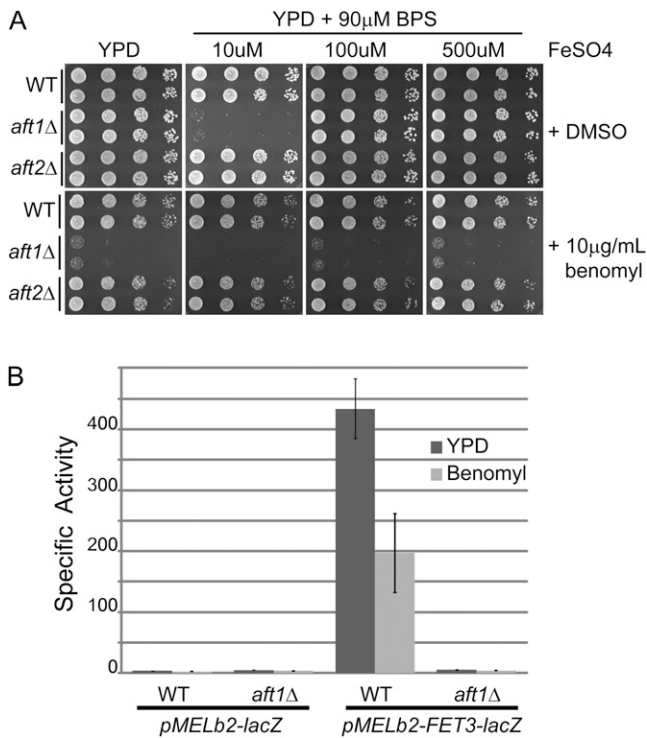 A
YPD + 90µM BPS
YPD 10uM 100uM 500uM FeSO4
WT
aft1Δ
aft2Δ
+ DMSO
WT
aft1Δ
aft2Δ
+ 10µg/mL
benomyl
B
Specific Activity
400
300
200
100
0
YPD
Benomyl
WT aft1Δ WT aft1Δ
pMELb2-lacZ pMELb2-FET3-lacZ